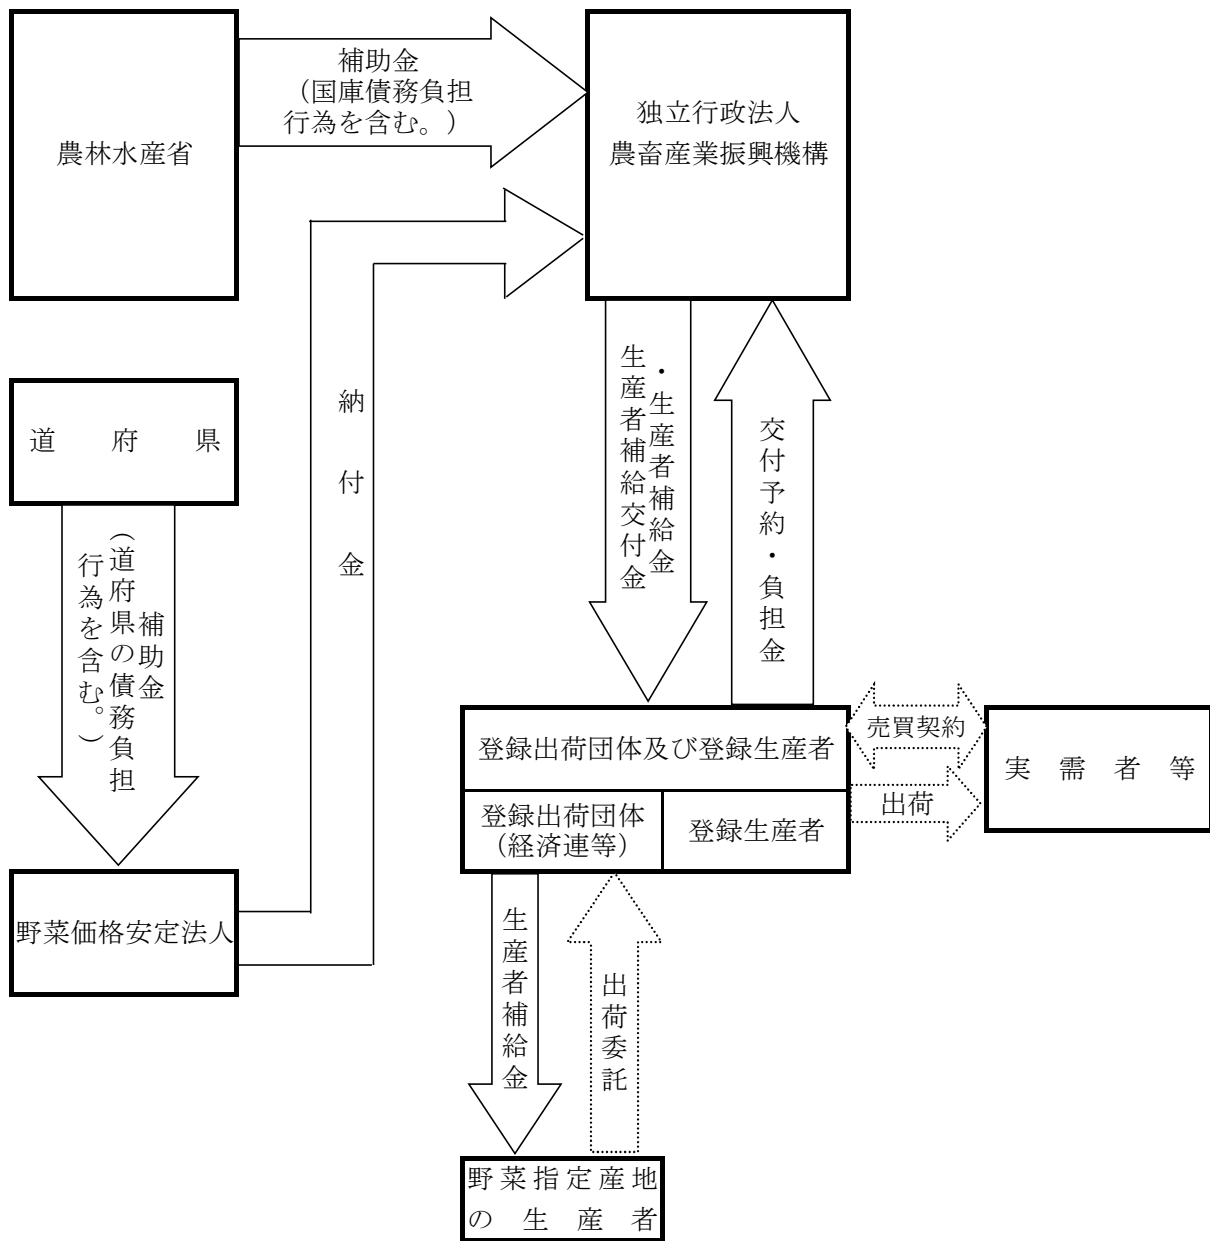 農林水産省
補助金
（国庫債務負担
行為を含む。）
独立行政法人
農畜産業振興機構
道府県
補助金
（道府県の債務負担
行為を含む。）
納付金
・生産者補給金
生産者補給交付金
交付予約・負担金
野菜価格安定法人
登録出荷団体及び登録生産者
登録出荷団体
（経済連等）
登録生産者
売買契約
出荷
実需者等
生産者補給金
出荷委託
野菜指定産地
の生産者